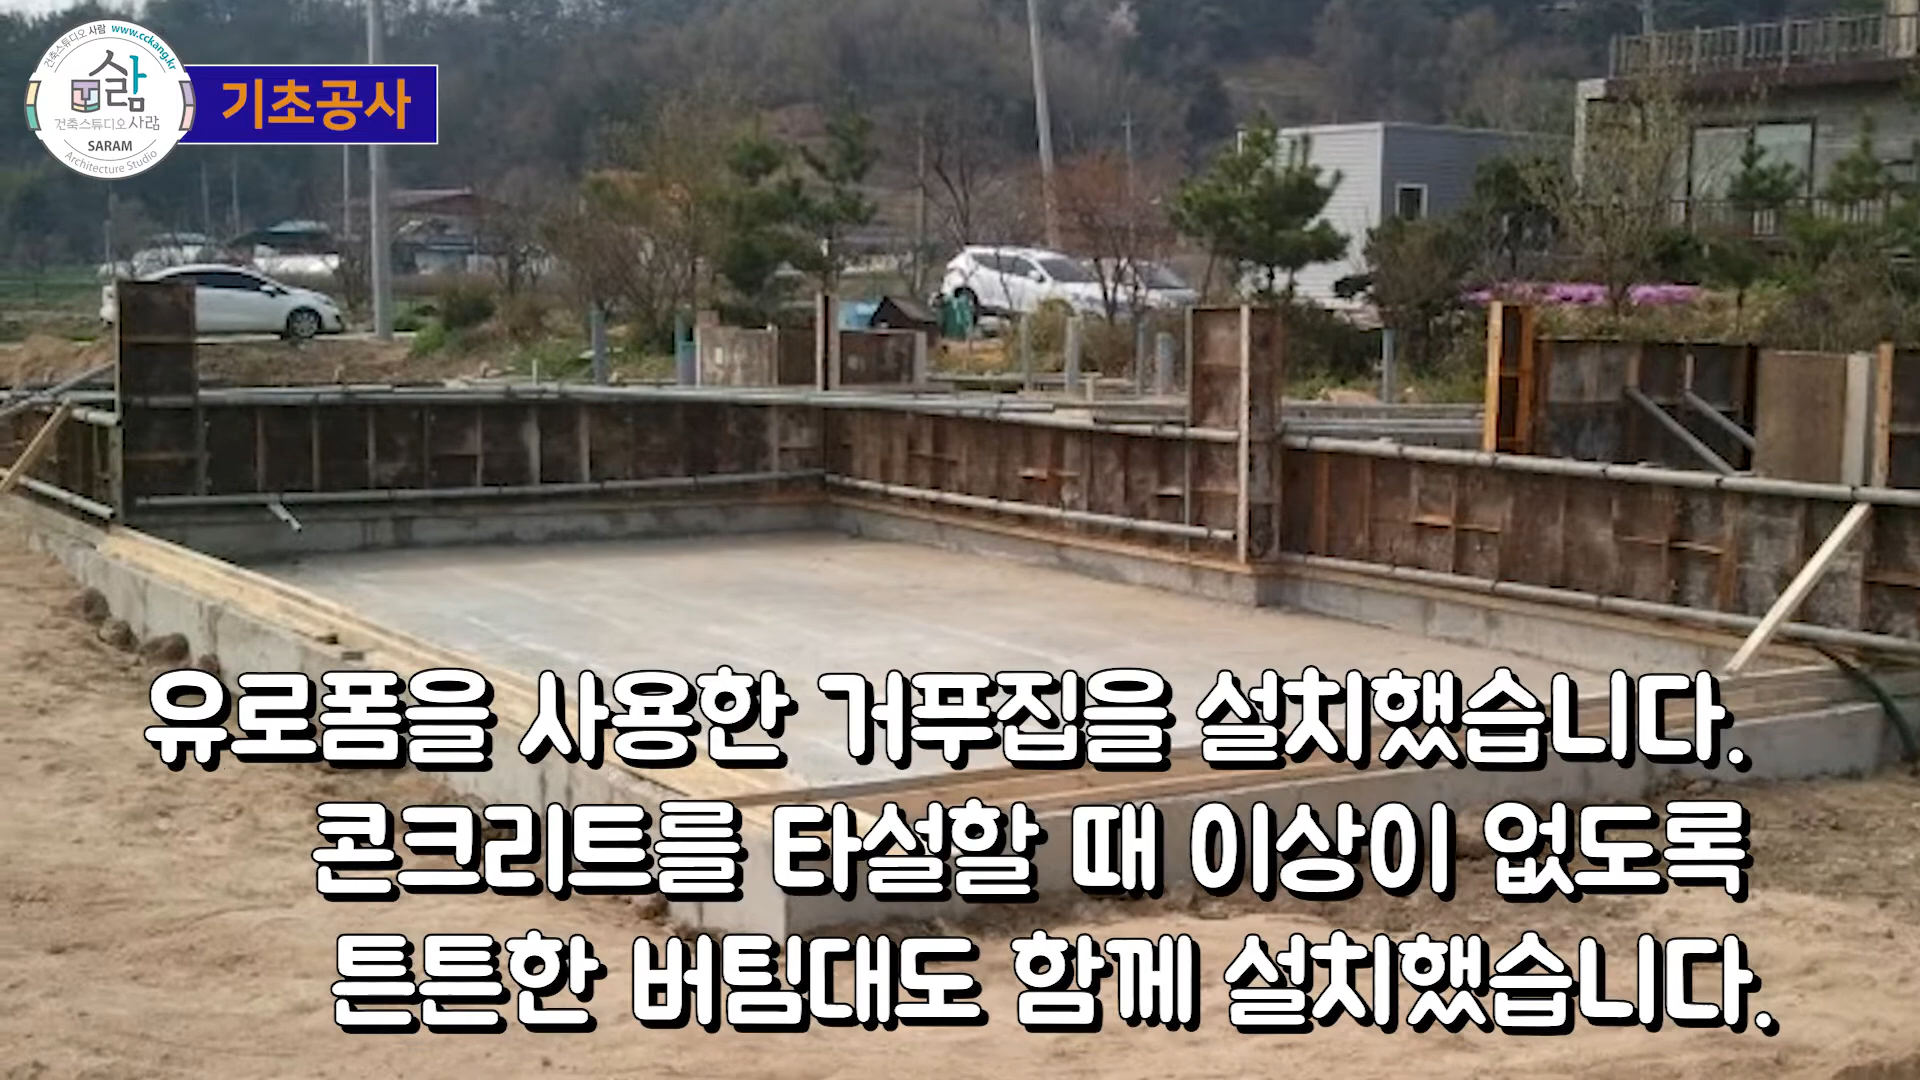 건축스튜디오 사람 www.cckang.kr
삶
건축스튜디오사람
SARAM
Architecture Studio
기초공사
유로폼을 사용한 거푸집을 설치했습니다.
콘크리트를 타설할 때 이상이 없도록
튼튼한 버팀대도 함께 설치했습니다.